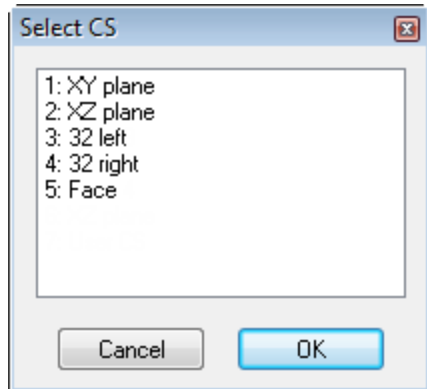 Select CS
1: XY plane
2: XZ plane
3: 32 left
4: 32 right
5: Face
Cancel
OK